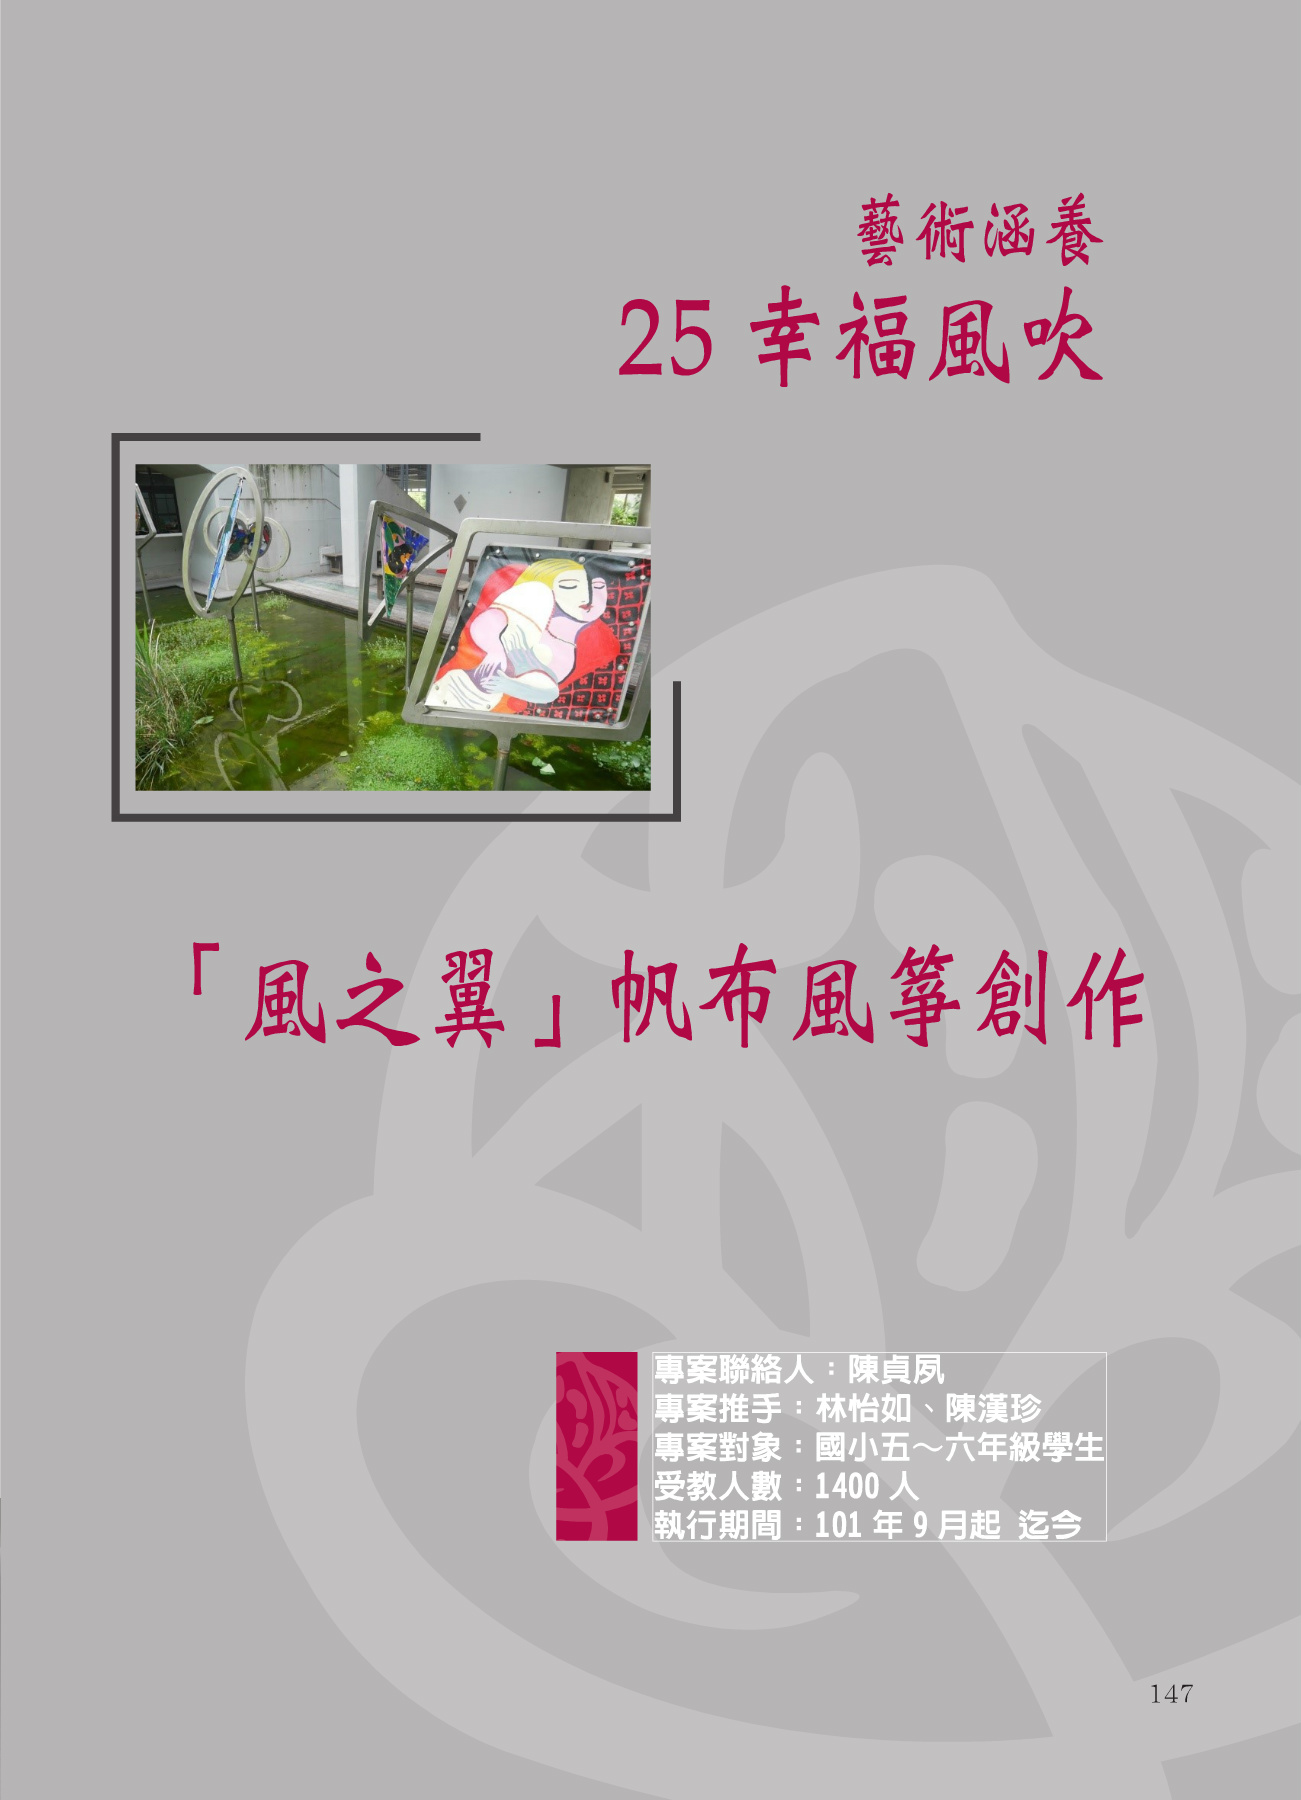 藝術涵養
25 幸福風吹
「風之翼」帆布風箏創作
專案聯絡人：陳貞夙
專案推手：林怡如、陳漢珍
專案對象：國小五～六年級學生
受教人數：1400 人
執行期間：101 年 9 月起 迄今
147